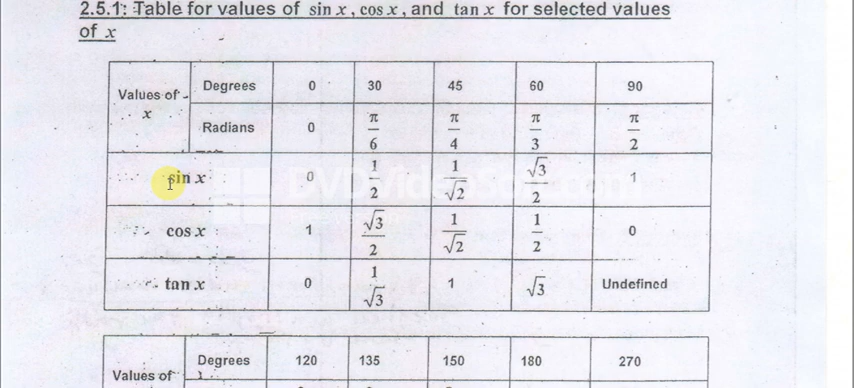 2.5.1: Table for values of sin x, cos x, and tan x for selected values
of x
Values of x Degrees 0 30 45 60 90
Radians 0 π/6 π/4 π/3 π/2
sin x 0 1/2 1/√2 √3/2 1
cos x 1 √3/2 1/√2 1/2 0
tan x 0 1/√3 1 √3 Undefined
Values of Degrees 120 135 150 180 270